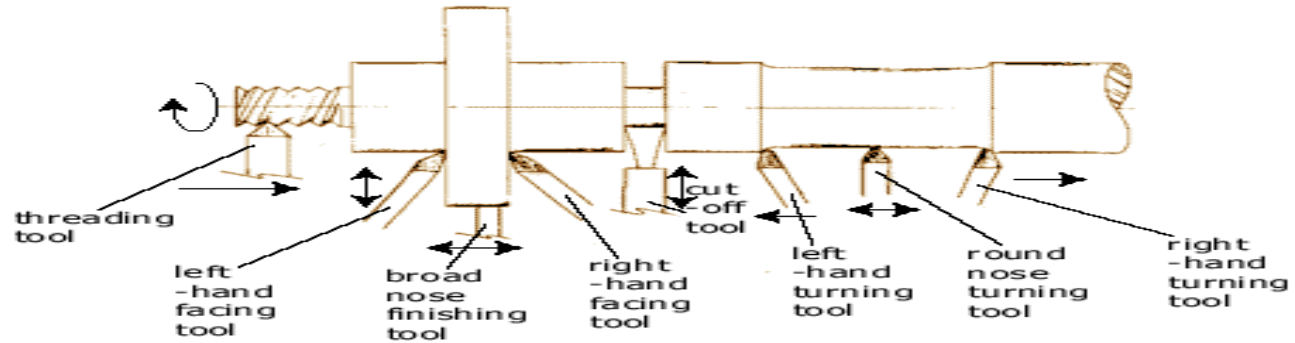 threading
tool
left
-hand
facing
tool
broad
nose
finishing
tool
right
-hand
facing
tool
cut
-off
tool
left
-hand
turning
tool
round
nose
turning
tool
right
-hand
turning
tool